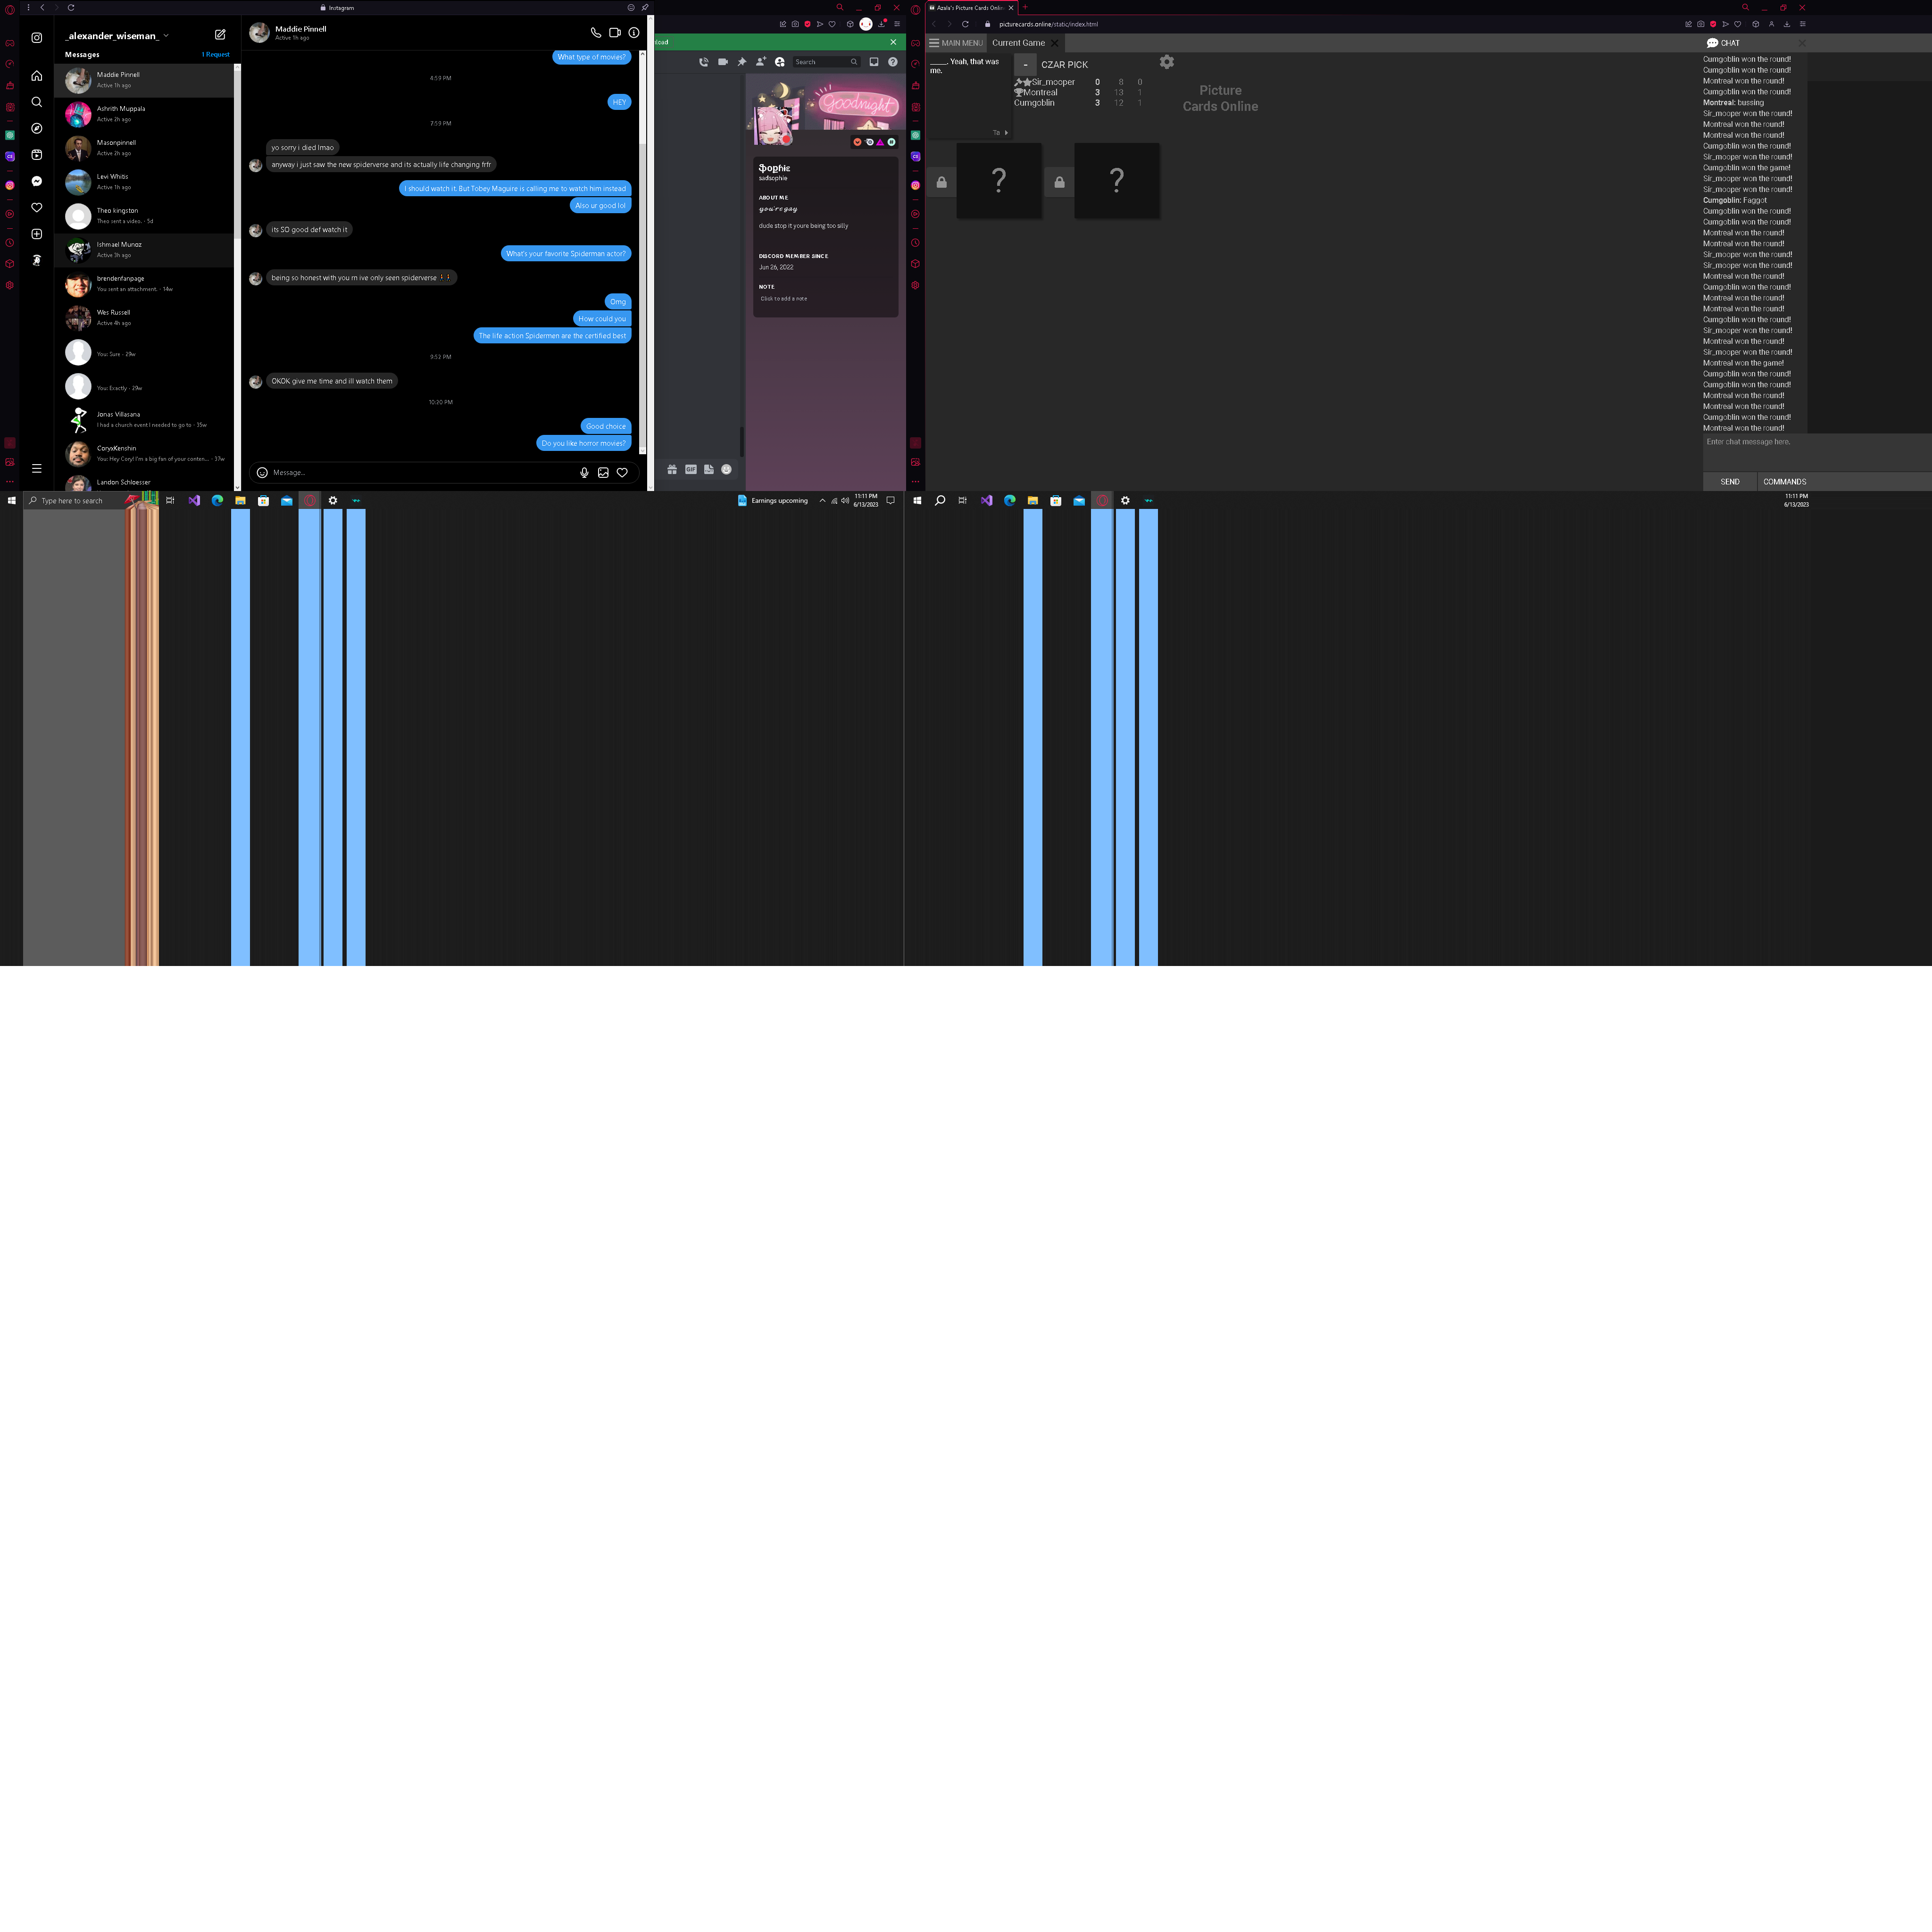 Instagram
_alexander_wiseman_
Messages
1 Request
Maddie Pinnell
Active 1h ago
Ashrith Muppala
Active 2h ago
Masonpinnell
Active 2h ago
Levi Whitis
Active 1h ago
Theo kingston
Theo sent a video. · 5d
Ishmael Munoz
Active 3h ago
brendenfanpage
You sent an attachment. · 14w
Wes Russell
Active 4h ago
You: Sure · 29w
You: Exactly · 29w
Jonas Villasana
I had a church event I needed to go to · 35w
CoryxKenshin
You: Hey Cory! I'm a big fan of your conten... · 37w
Landon Schloesser
Maddie Pinnell
Active 1h ago
What type of movies?
4:59 PM
HEY
7:59 PM
yo sorry i died lmao
anyway i just saw the new spiderverse and its actually life changing frfr
I should watch it. But Tobey Maguire is calling me to watch him instead
Also ur good lol
its SO good def watch it
What's your favorite Spiderman actor?
being so honest with you rn ive only seen spiderverse
Omg
How could you
The life action Spidermen are the certified best
9:52 PM
OKOK give me time and ill watch them
10:20 PM
Good choice
Do you like horror movies?
Message...
load
Search
Goodnight
Sophie
sadsophie
ABOUT ME
you're gay
dude stop it youre being too silly
DISCORD MEMBER SINCE
Jun 26, 2022
NOTE
Click to add a note
GIF
Azala's Picture Cards Onlin
picturecards.online/static/index.html
MAIN MENU
Current Game
_____. Yeah, that was
me.
- CZAR PICK
Sir_mooper 0 8 0
Montreal 3 13 1
Cumgoblin 3 12 1
Picture
Cards Online
?
?
CHAT
Cumgoblin won the round!
Cumgoblin won the round!
Montreal won the round!
Cumgoblin won the round!
Montreal: bussing
Sir_mooper won the round!
Montreal won the round!
Montreal won the round!
Cumgoblin won the round!
Sir_mooper won the round!
Cumgoblin won the game!
Sir_mooper won the round!
Sir_mooper won the round!
Cumgoblin: Faggot
Cumgoblin won the round!
Cumgoblin won the round!
Montreal won the round!
Montreal won the round!
Sir_mooper won the round!
Sir_mooper won the round!
Montreal won the round!
Cumgoblin won the round!
Montreal won the round!
Montreal won the round!
Cumgoblin won the round!
Sir_mooper won the round!
Montreal won the round!
Sir_mooper won the round!
Montreal won the game!
Cumgoblin won the round!
Cumgoblin won the round!
Montreal won the round!
Montreal won the round!
Cumgoblin won the round!
Montreal won the round!
Enter chat message here.
SEND
COMMANDS
Type here to search
Earnings upcoming
11:11 PM
6/13/2023
11:11 PM
6/13/2023